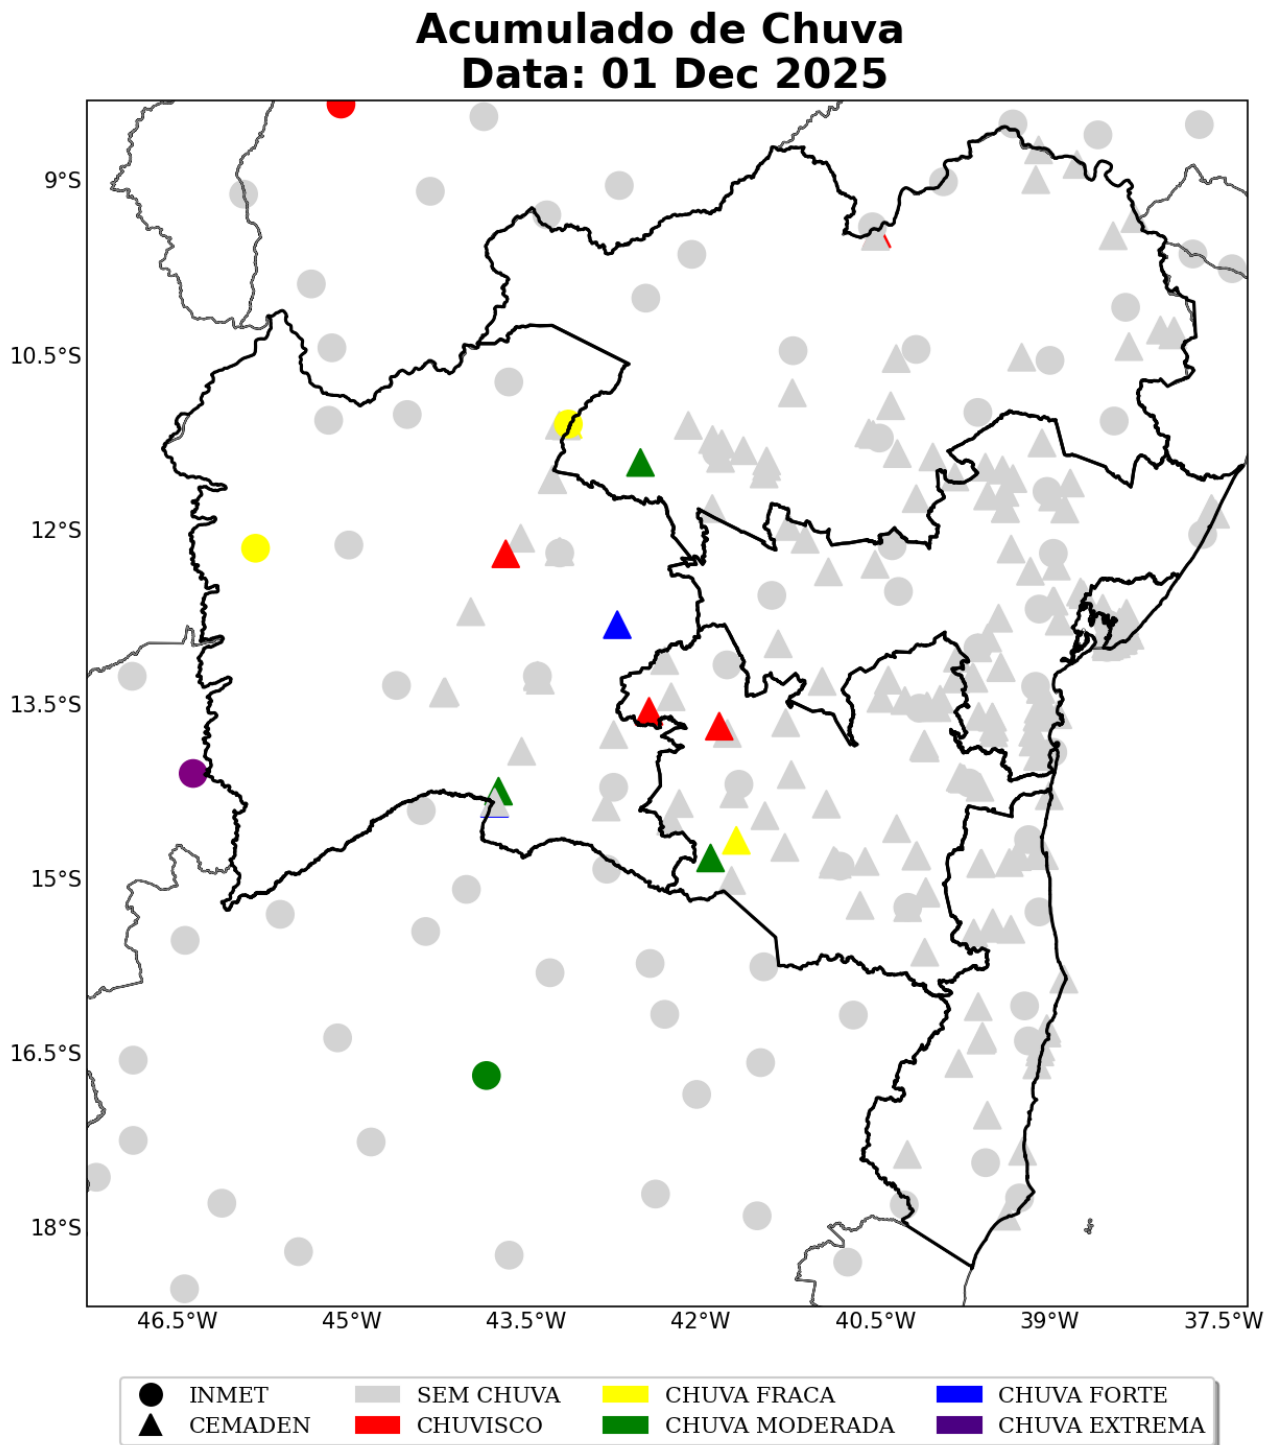 Acumulado de Chuva
Data: 01 Dec 2025
9°S
10.5°S
12°S
13.5°S
15°S
16.5°S
18°S
46.5°W 45°W 43.5°W 42°W 40.5°W 39°W 37.5°W
INMET SEM CHUVA CHUVA FRACA CHUVA FORTE
CEMADEN CHUVISCO CHUVA MODERADA CHUVA EXTREMA